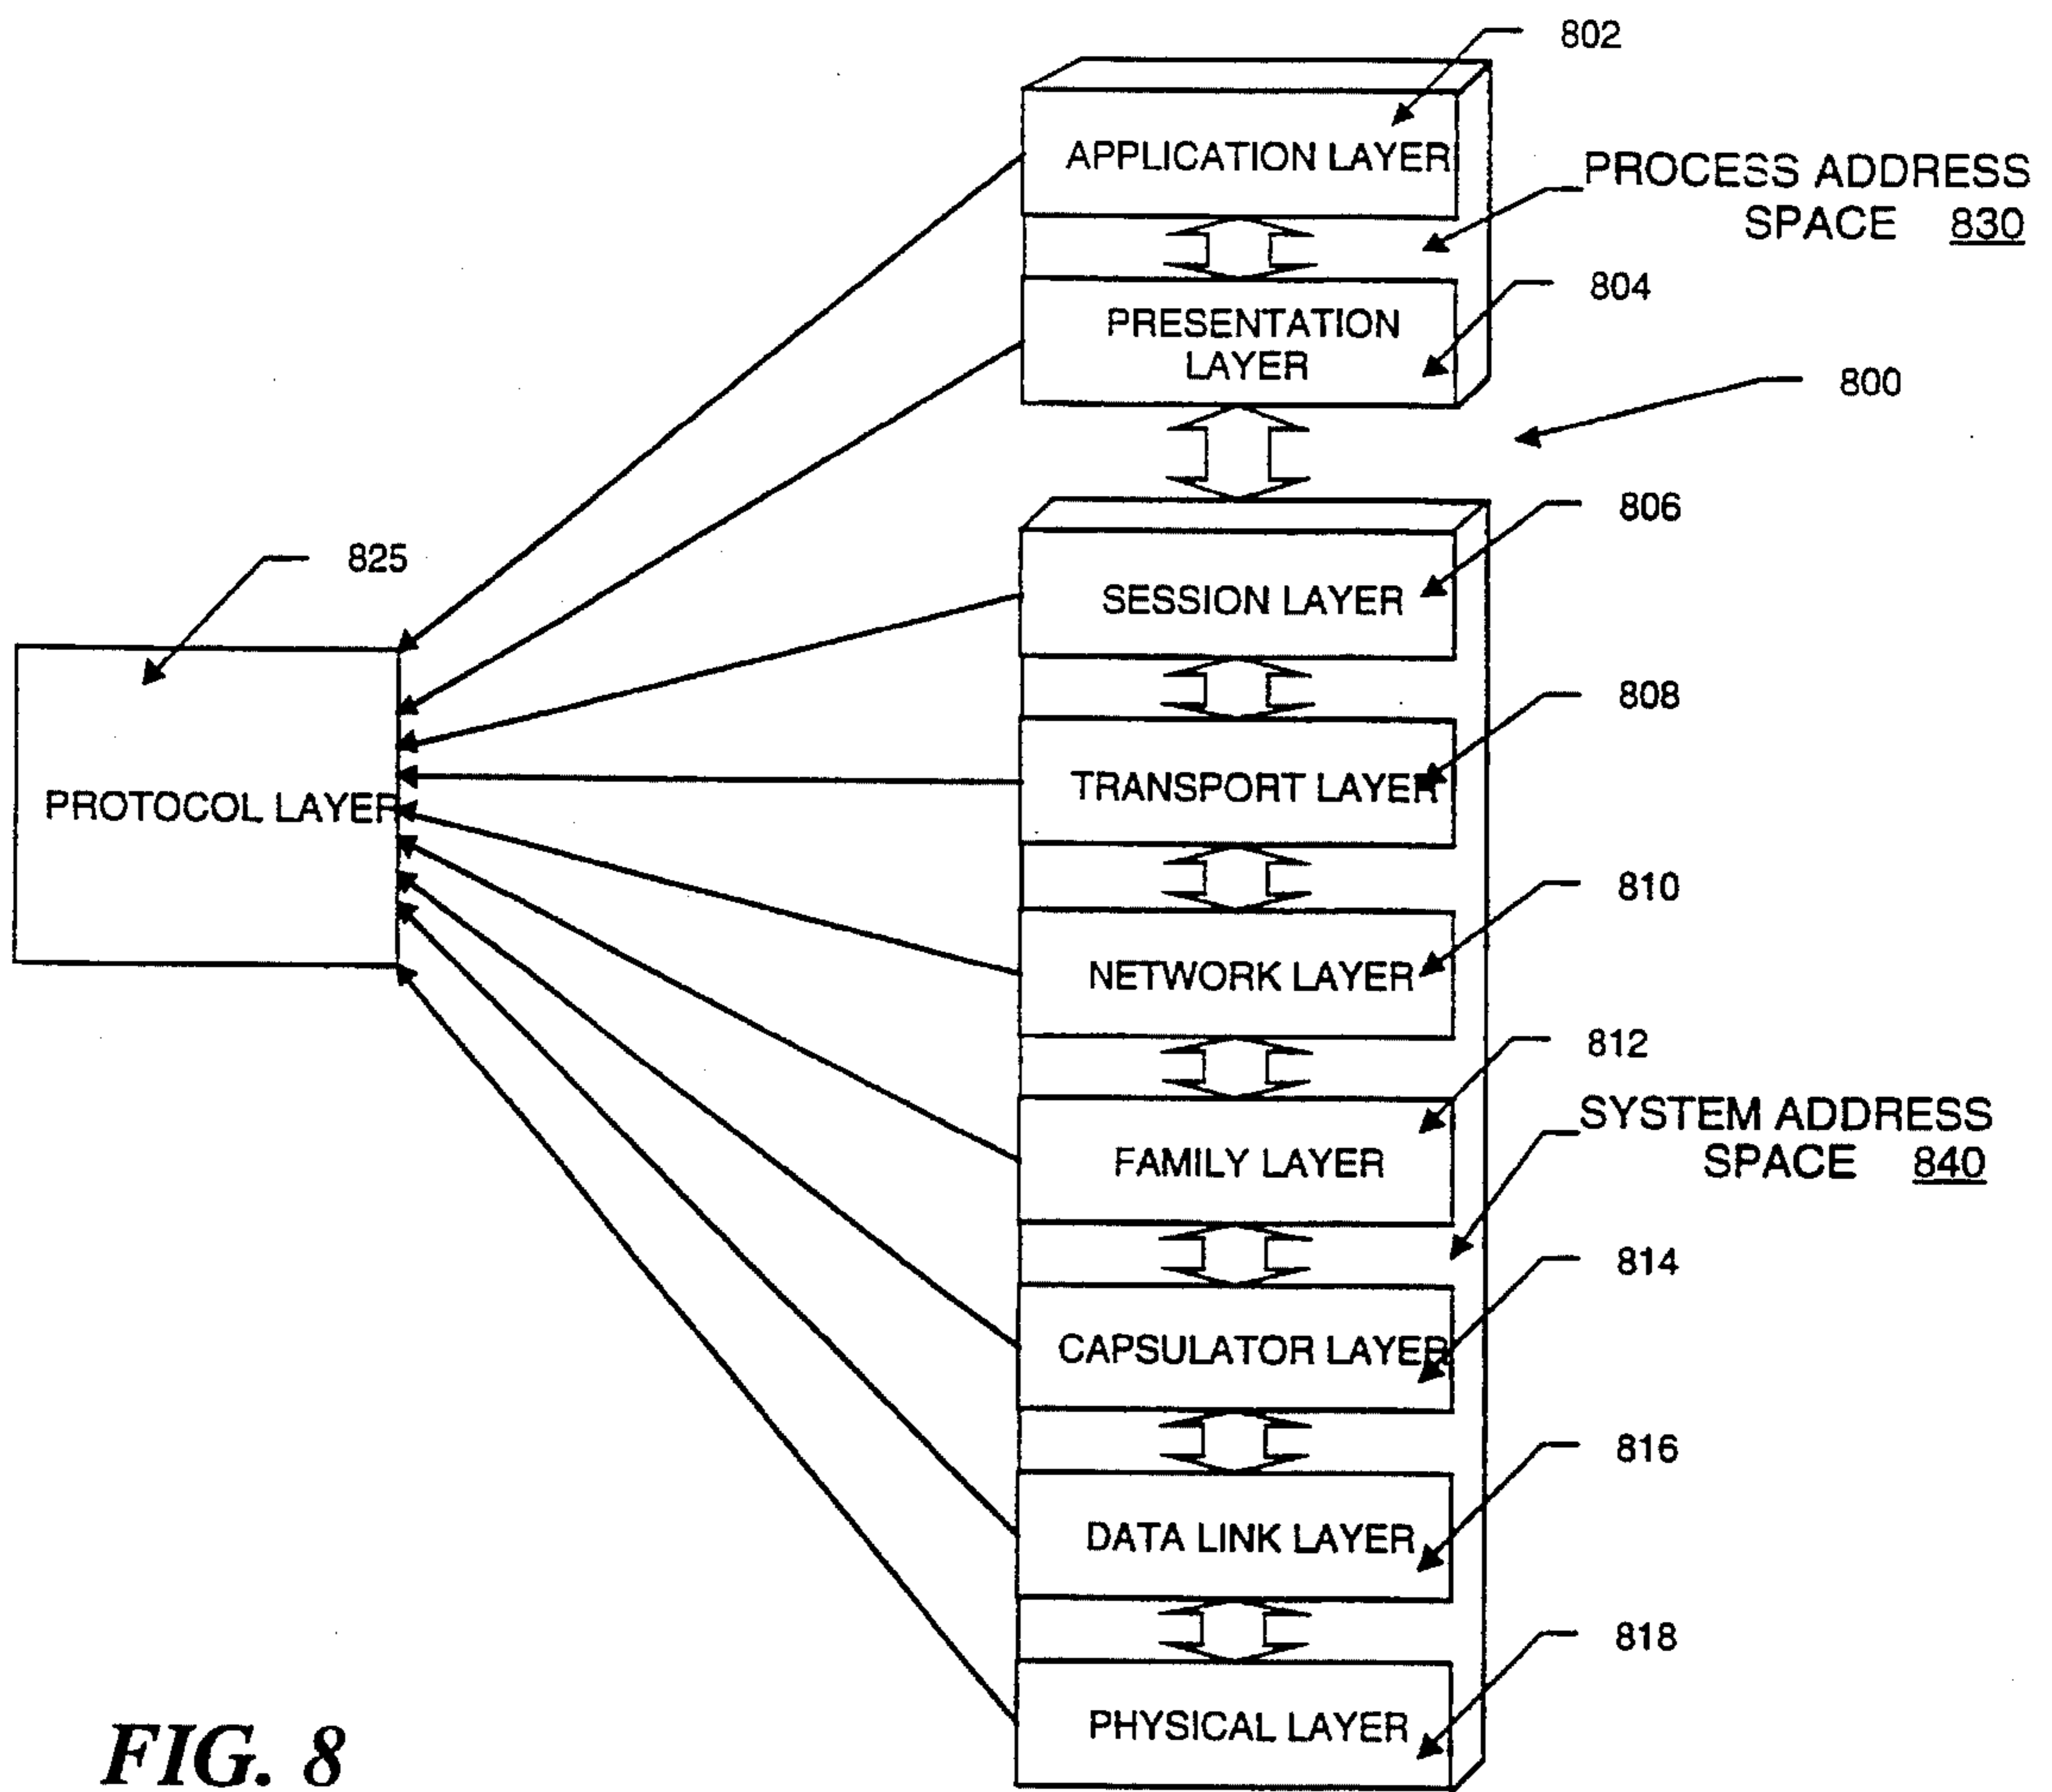 802
APPLICATION LAYER
PROCESS ADDRESS
SPACE 830
804
PRESENTATION
LAYER
800
806
SESSION LAYER
825
808
TRANSPORT LAYER
PROTOCOL LAYER
810
NETWORK LAYER
812
SYSTEM ADDRESS
SPACE 840
FAMILY LAYER
814
CAPSULATOR LAYER
816
DATA LINK LAYER
818
PHYSICAL LAYER
FIG. 8